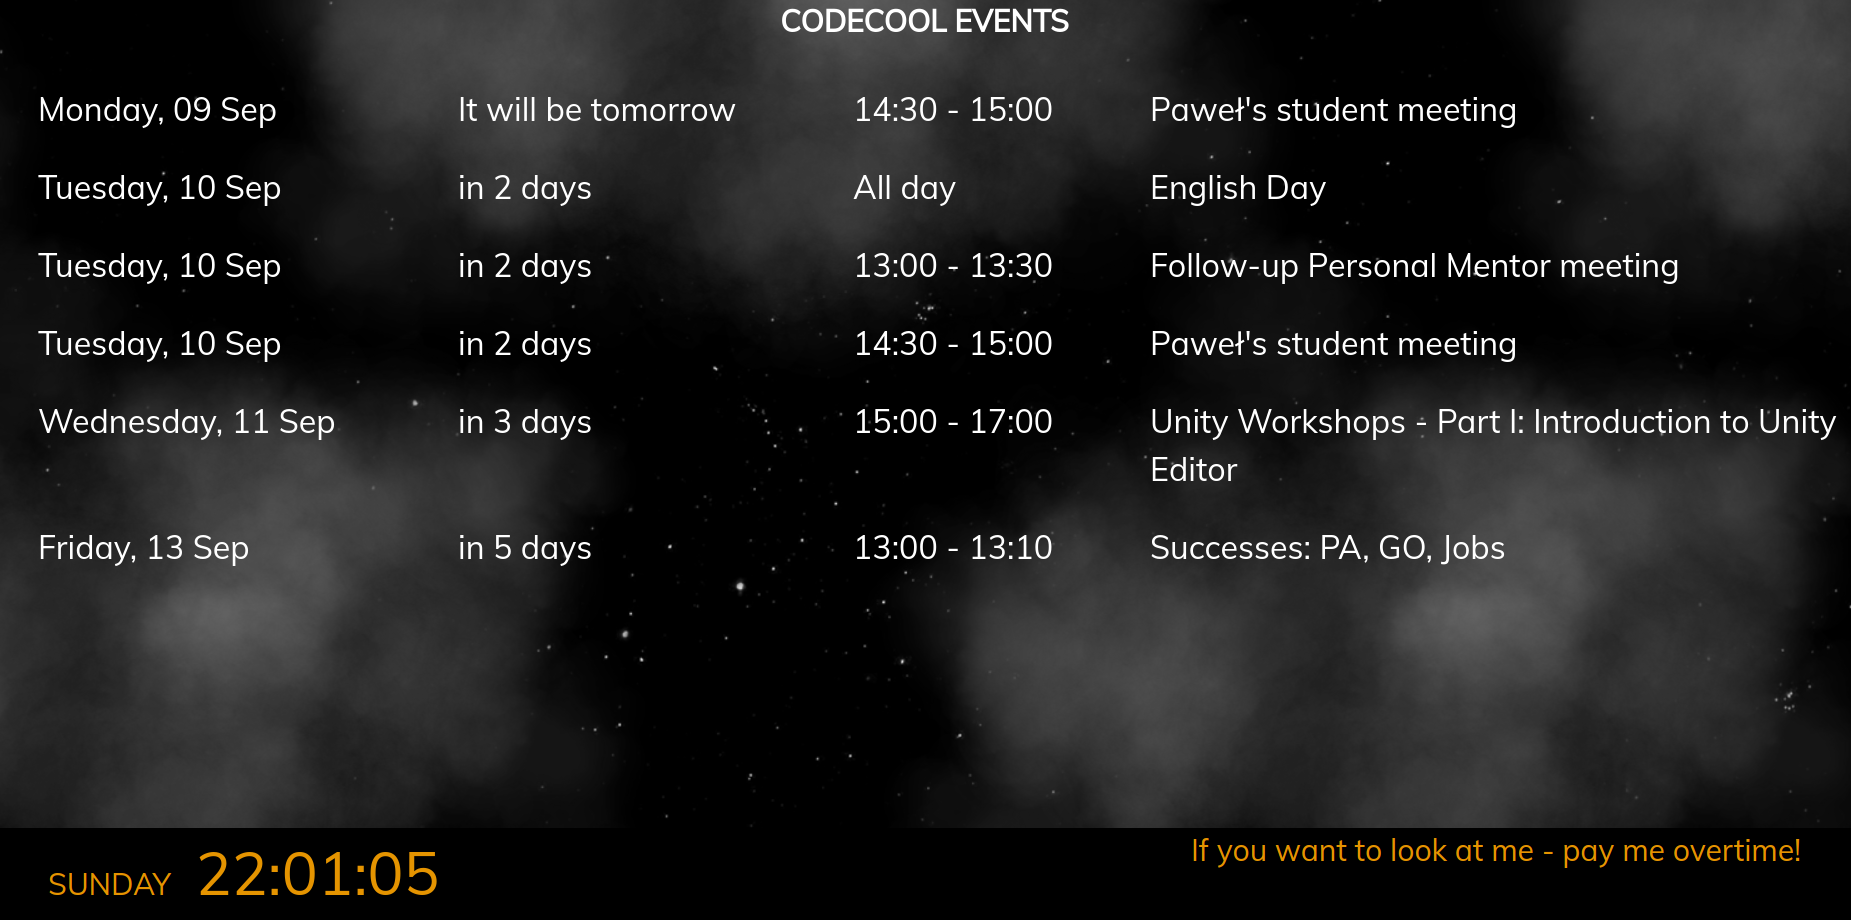 CODECOOL EVENTS
Monday, 09 Sep It will be tomorrow 14:30 - 15:00 Paweł's student meeting
Tuesday, 10 Sep in 2 days All day English Day
Tuesday, 10 Sep in 2 days 13:00 - 13:30 Follow-up Personal Mentor meeting
Tuesday, 10 Sep in 2 days 14:30 - 15:00 Paweł's student meeting
Wednesday, 11 Sep in 3 days 15:00 - 17:00 Unity Workshops - Part I: Introduction to Unity
Editor
Friday, 13 Sep in 5 days 13:00 - 13:10 Successes: PA, GO, Jobs
If you want to look at me - pay me overtime!
SUNDAY 22:01:05